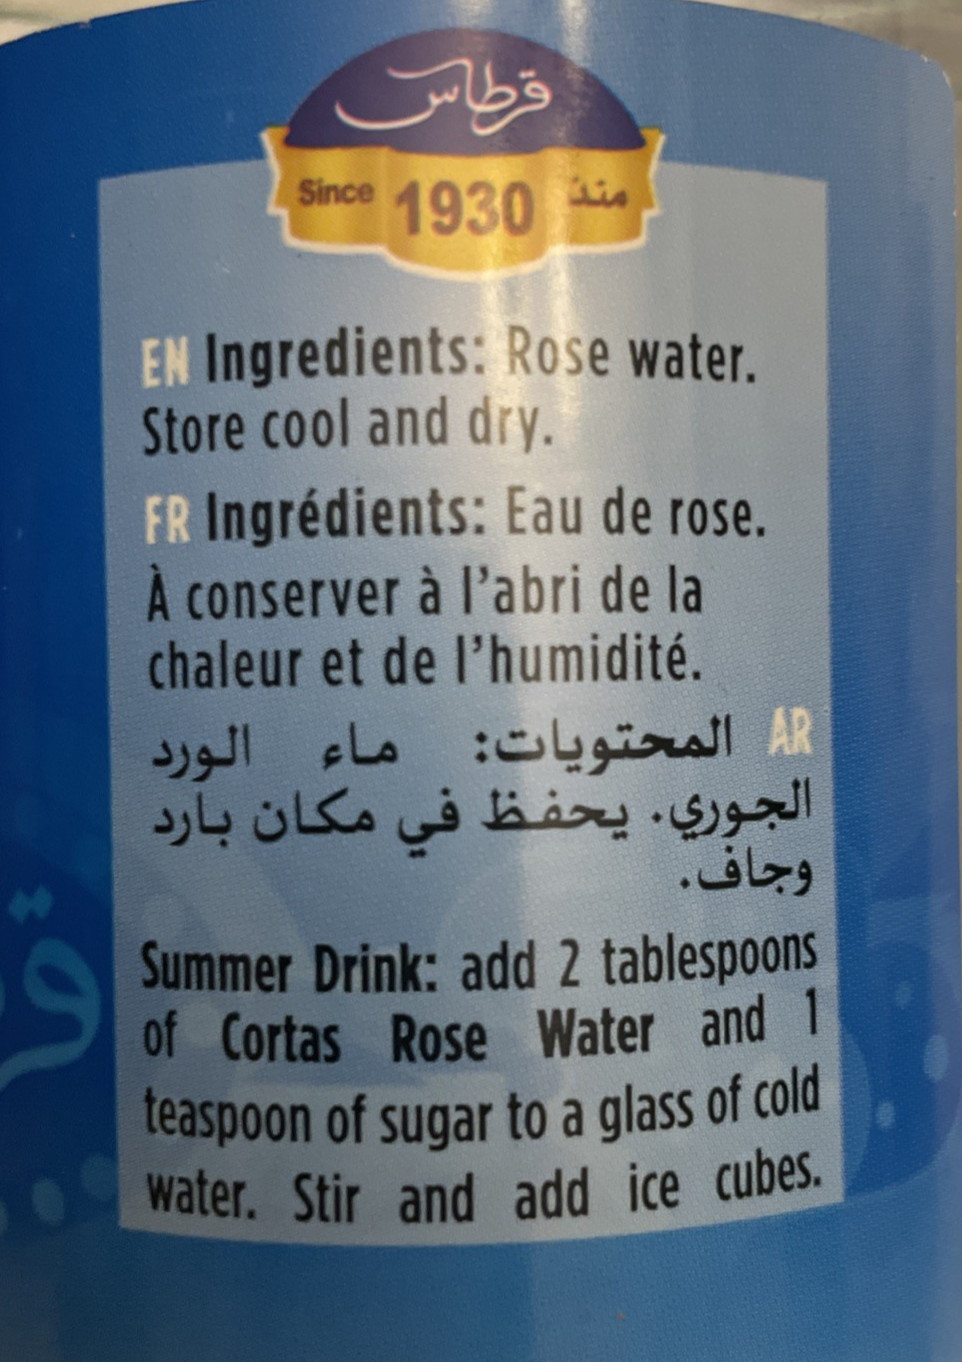 قرطاس
Since 1930 منذ
EN Ingredients: Rose water.
Store cool and dry.
FR Ingrédients: Eau de rose.
À conserver à l'abri de la
chaleur et de l'humidité.
AR المحتويات: ماء الورد
الجوري. يحفظ في مكان بارد
وجاف.
Summer Drink: add 2 tablespoons
of Cortas Rose Water and 1
teaspoon of sugar to a glass of cold
water. Stir and add ice cubes.